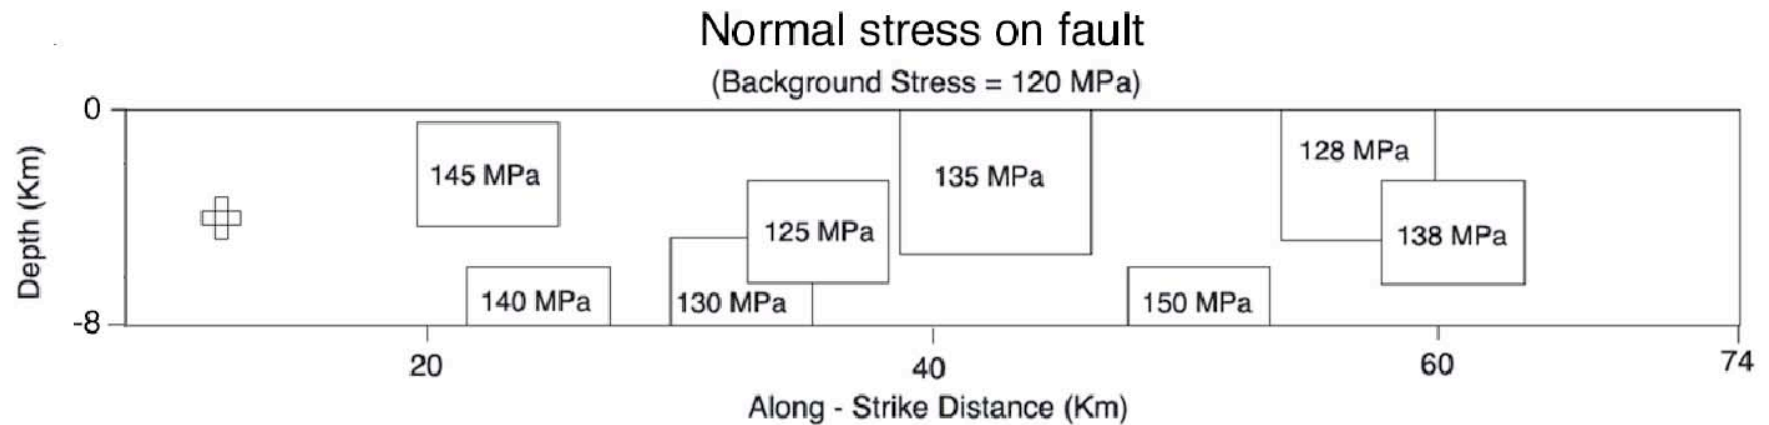 Normal stress on fault
(Background Stress = 120 MPa)
0
-8
Depth (Km)
145 MPa
140 MPa
130 MPa
125 MPa
135 MPa
150 MPa
128 MPa
138 MPa
20
40
60
74
Along - Strike Distance (Km)